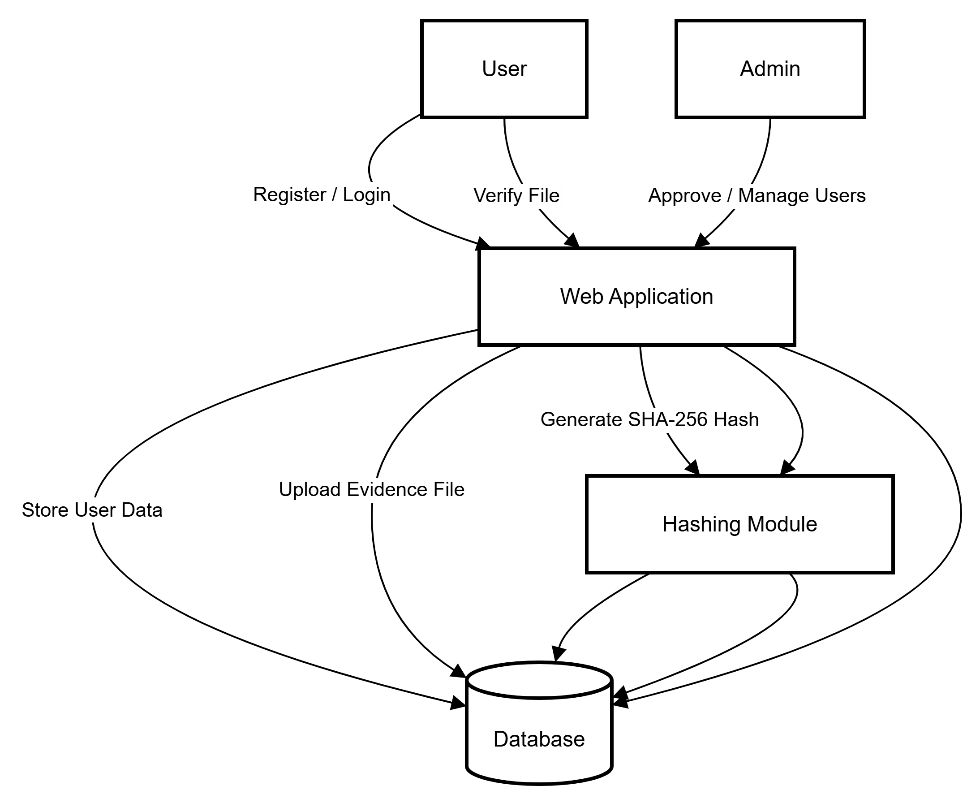 User
Admin
Register / Login
Verify File
Approve / Manage Users
Web Application
Generate SHA-256 Hash
Upload Evidence File
Store User Data
Hashing Module
Database